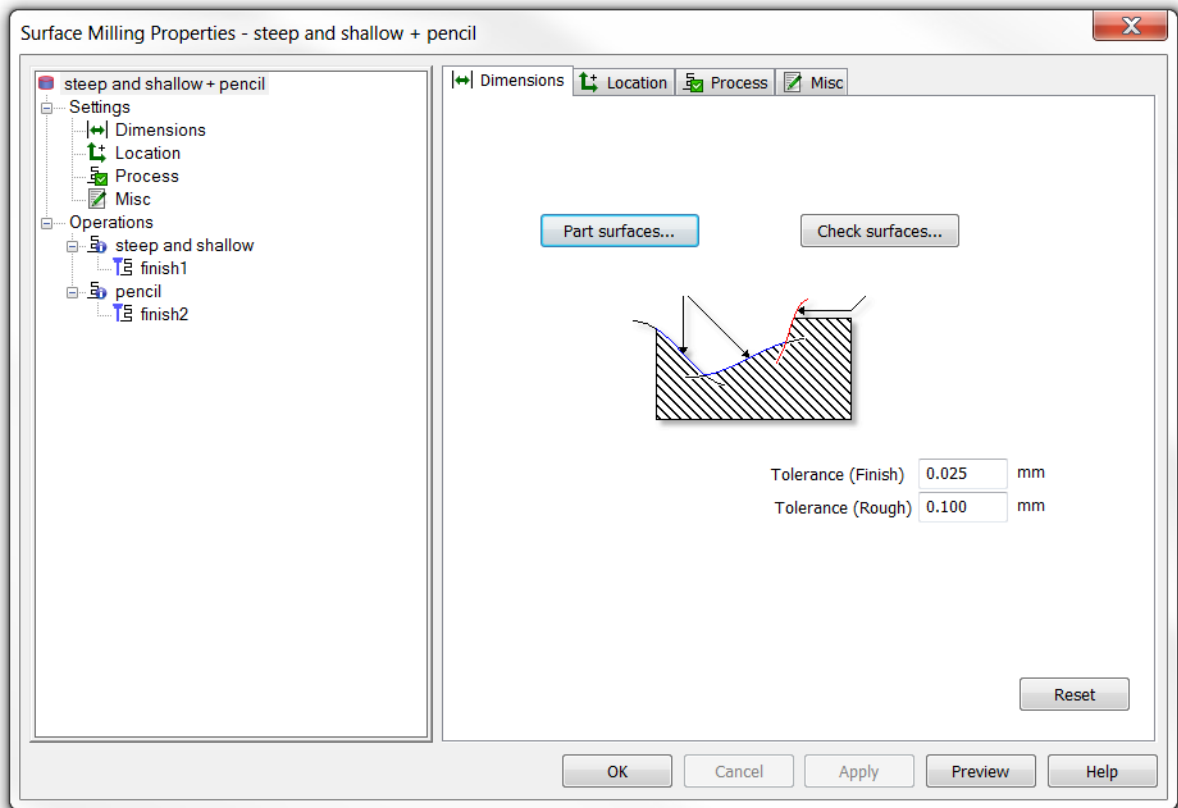 Surface Milling Properties - steep and shallow + pencil
steep and shallow + pencil
Settings
Dimensions
Location
Process
Misc
Operations
steep and shallow
finish1
pencil
finish2
Dimensions Location Process Misc
Part surfaces... Check surfaces...
Tolerance (Finish) 0.025 mm
Tolerance (Rough) 0.100 mm
Reset
OK Cancel Apply Preview Help